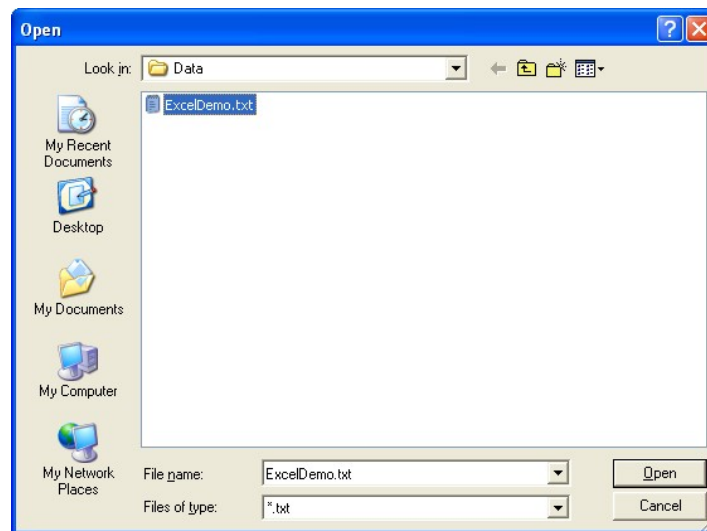 Open
Look in:
Data
ExcelDemo.txt
My Recent
Documents
Desktop
My Documents
My Computer
My Network
Places
File name:
ExcelDemo.txt
Open
Files of type:
*.txt
Cancel